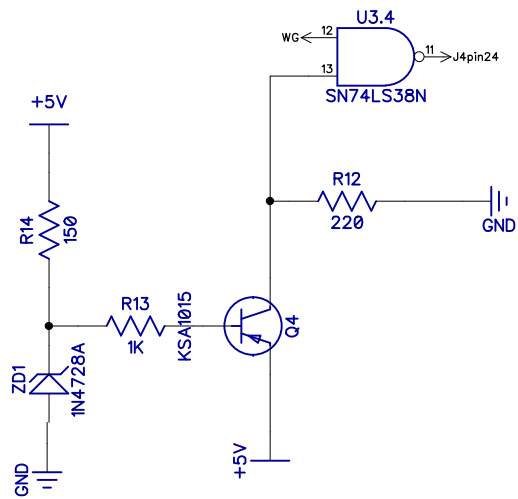 U3.4
12
WG
11
J4pin24
13
SN74LS38N
+5V
R12
R14
150
220
GND
R13
KSA1015
Q4
1K
ZD1
1N4728A
+5V
GND